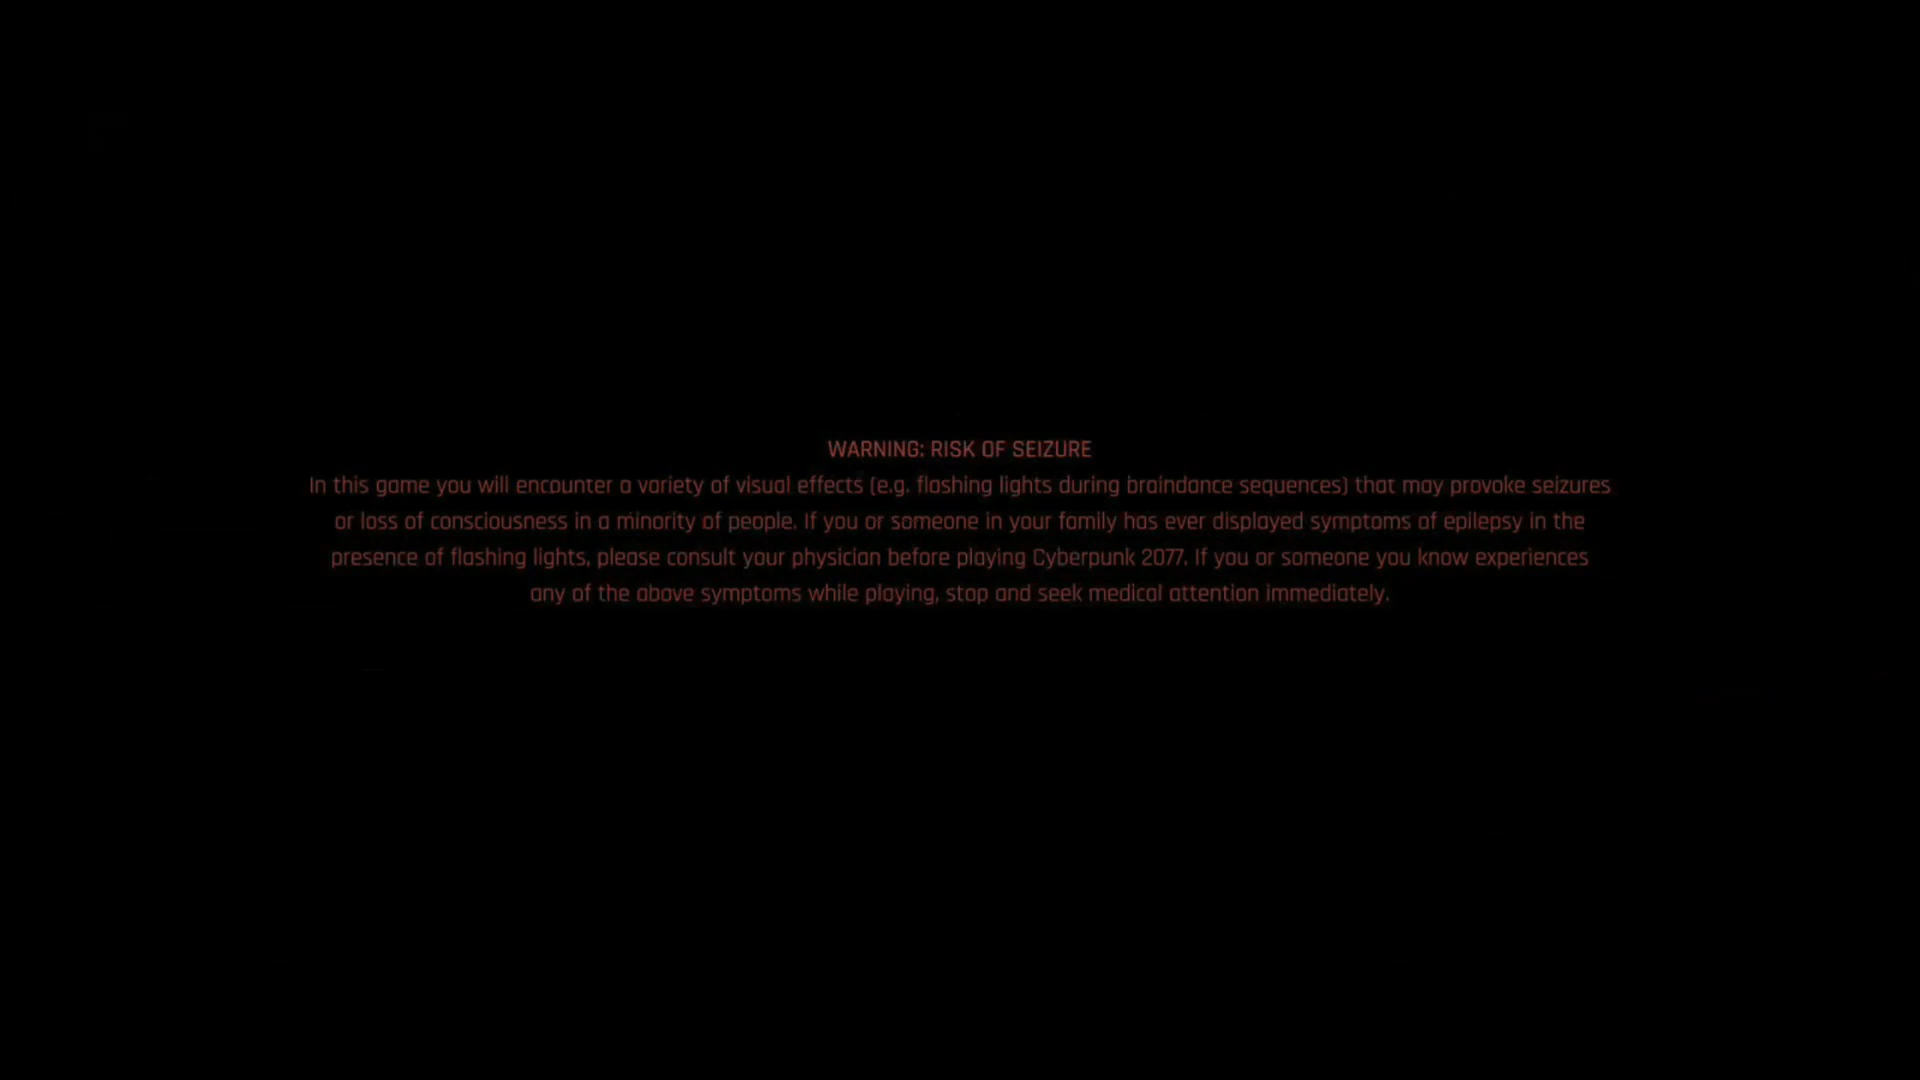 WARNING: RISK OF SEIZURE
In this game you will encounter a variety of visual effects (e.g. flashing lights during braindance sequences) that may provoke seizures
or loss of consciousness in a minority of people. If you or someone in your family has ever displayed symptoms of epilepsy in the
presence of flashing lights, please consult your physician before playing Cyberpunk 2077. If you or someone you know experiences
any of the above symptoms while playing, stop and seek medical attention immediately.